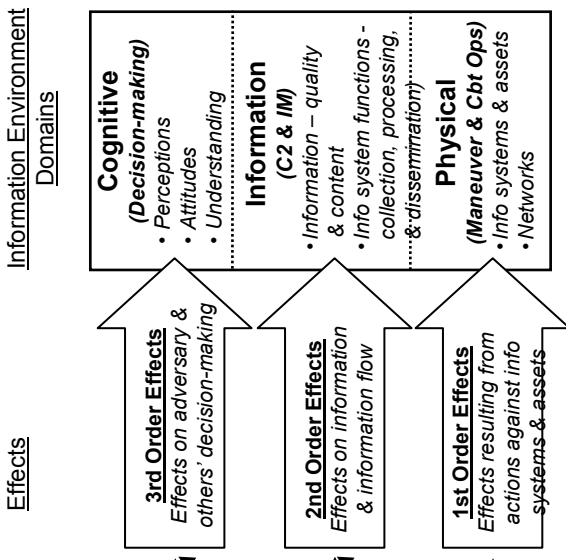 Effects
3rd Order Effects
Effects on adversary &
others' decision-making
2nd Order Effects
Effects on information
& information flow
1st Order Effects
Effects resulting from
actions against info
systems & assets
Information Environment
Domains
Cognitive
(Decision-making)
• Perceptions
• Attitudes
• Understanding
Information
(C2 & IM)
• Information – quality
& content
• Info system functions -
collection, processing,
& dissemination)
Physical
(Maneuver & Cbt Ops)
• Info systems & assets
• Networks